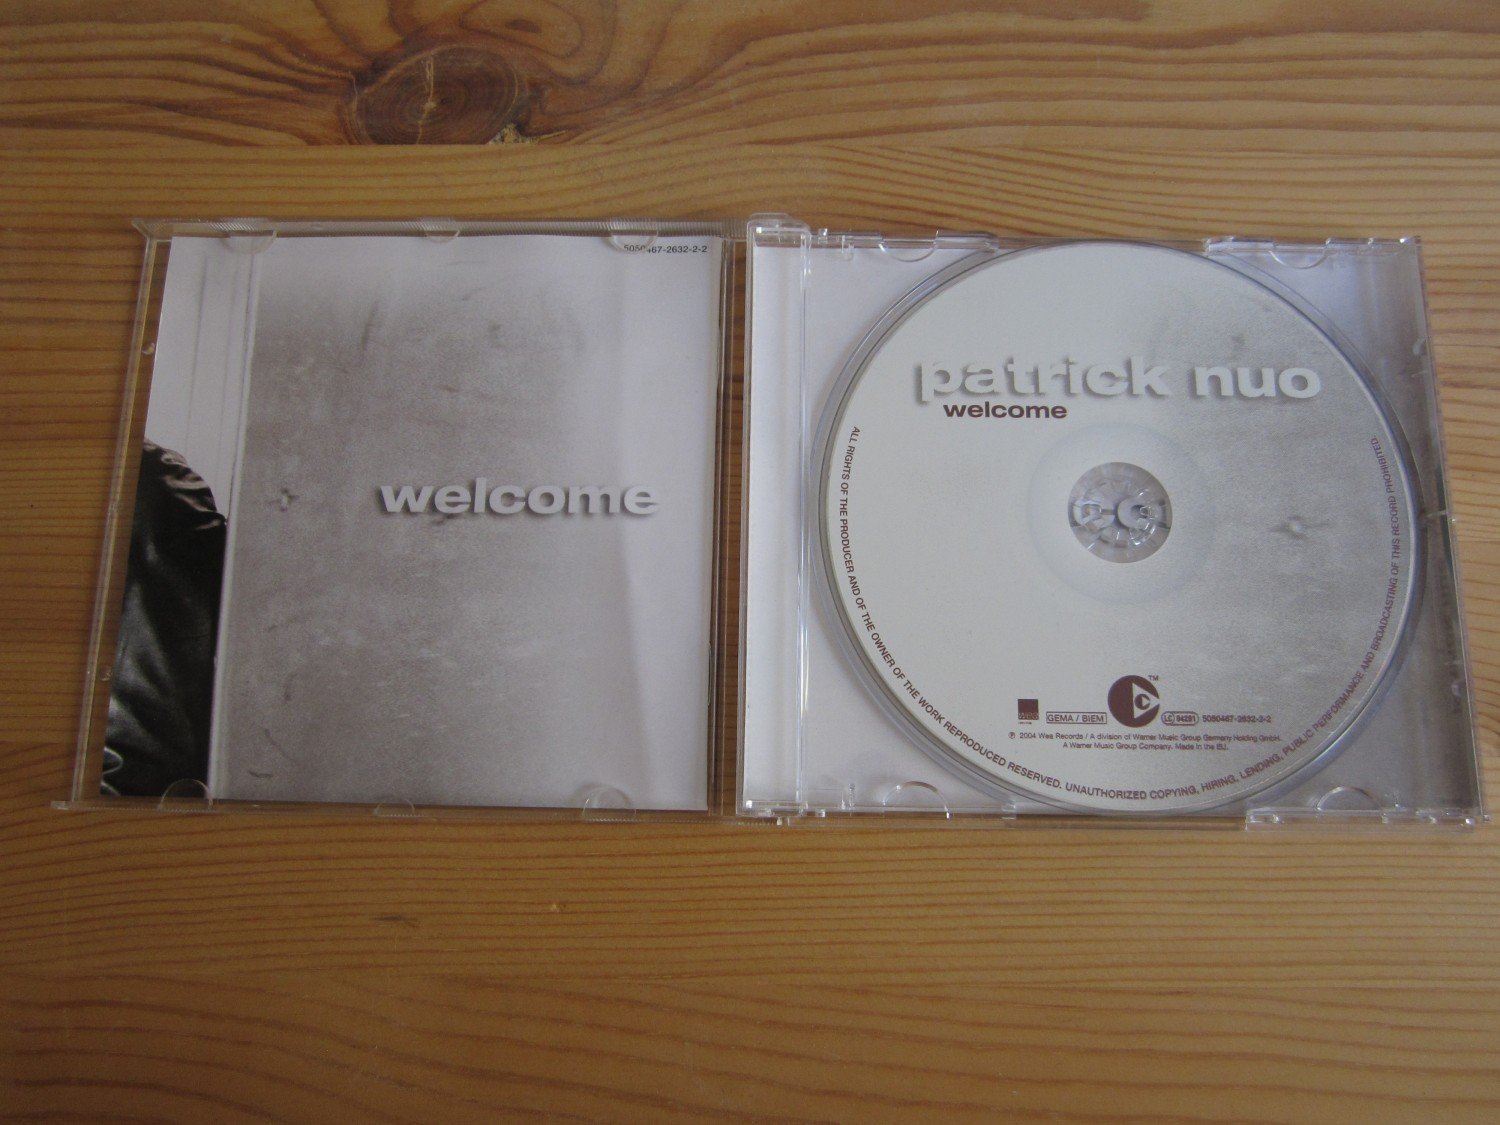 5050467-2632-2-2
welcome
patrick nuo
welcome
ALL RIGHTS OF THE PRODUCER AND OF THE OWNER OF THE WORK REPRODUCED RESERVED. UNAUTHORIZED COPYING, HIRING, LENDING, PUBLIC PERFORMANCE AND BROADCASTING OF THIS RECORD PROHIBITED.
GEMA / BIEM
C
TM
LC 04281
5050467-2632-2-2
℗ 2004 Wea Records / A division of Warner Music Group Germany Holding GmbH.
A Warner Music Group Company. Made in the EU.